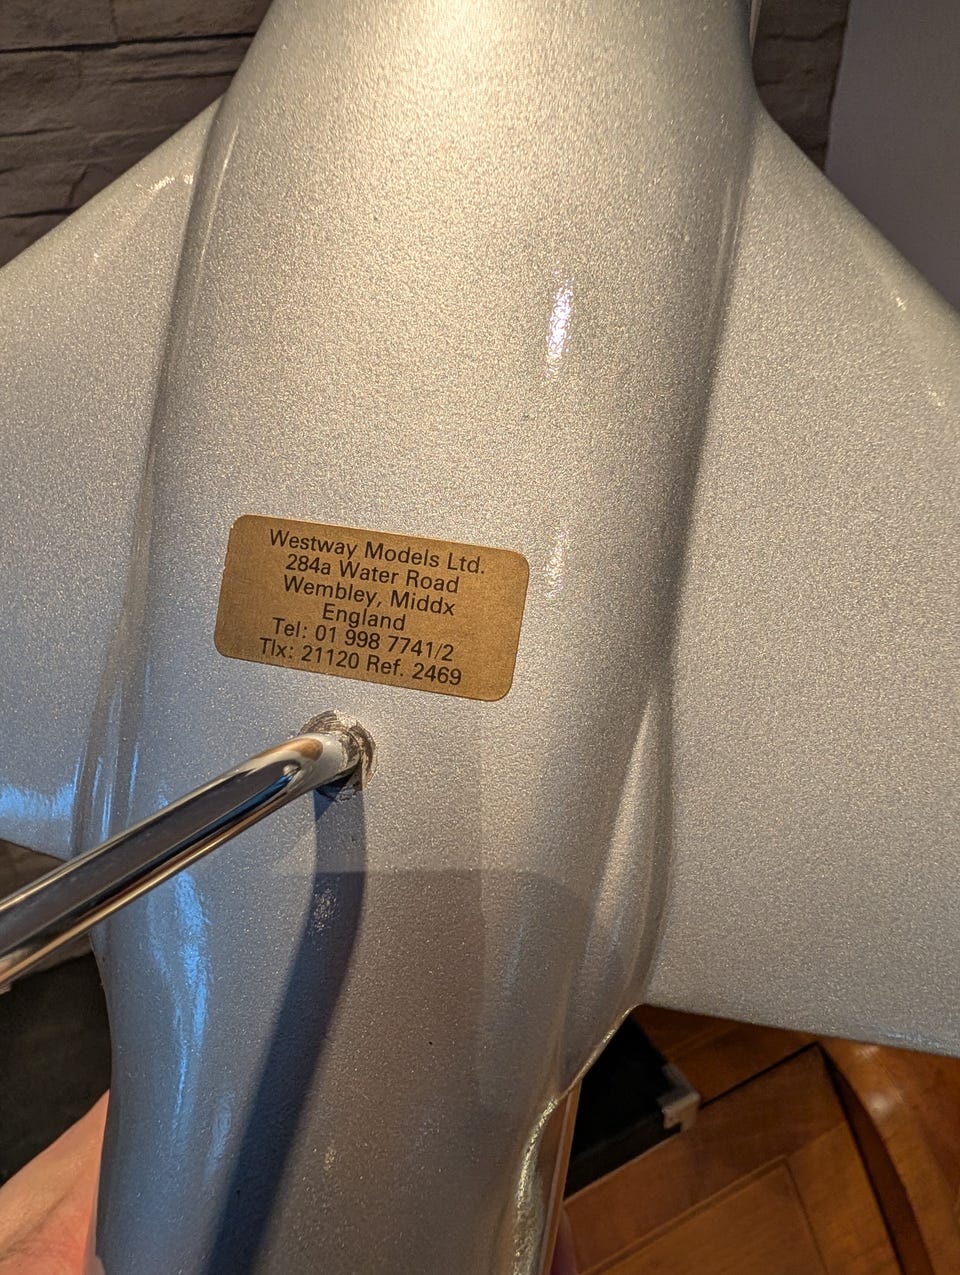 Westway Models Ltd.
284a Water Road
Wembley, Middx
England
Tel: 01 998 7741/2
Tlx: 21120 Ref. 2469